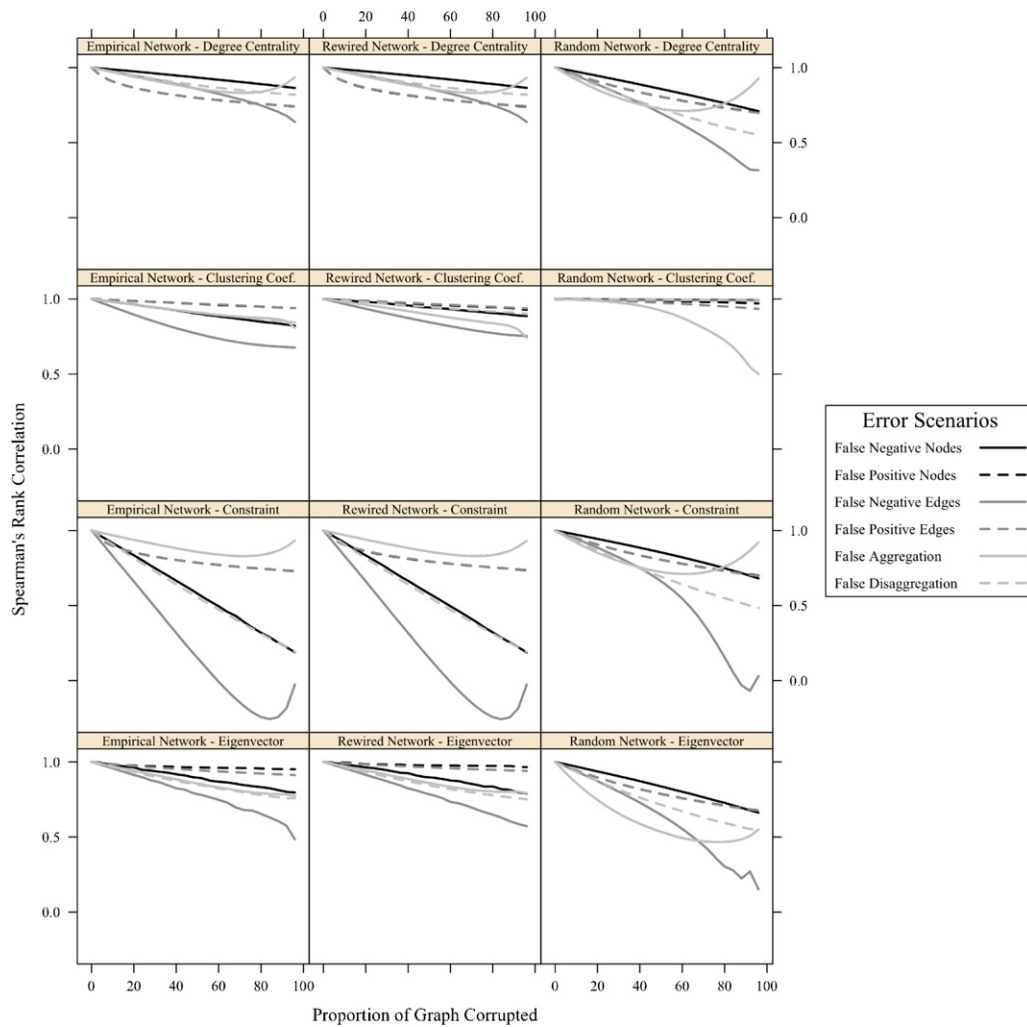 0 20 40 60 80 100
Empirical Network - Degree Centrality
Rewired Network - Degree Centrality
Random Network - Degree Centrality
1.0
0.5
0.0
Empirical Network - Clustering Coef.
Rewired Network - Clustering Coef.
Random Network - Clustering Coef.
1.0
0.5
0.0
Spearman's Rank Correlation
Empirical Network - Constraint
Rewired Network - Constraint
Random Network - Constraint
1.0
0.5
0.0
Empirical Network - Eigenvector
Rewired Network - Eigenvector
Random Network - Eigenvector
1.0
0.5
0.0
0 20 40 60 80 100
0 20 40 60 80 100
Proportion of Graph Corrupted
Error Scenarios
False Negative Nodes
False Positive Nodes
False Negative Edges
False Positive Edges
False Aggregation
False Disaggregation